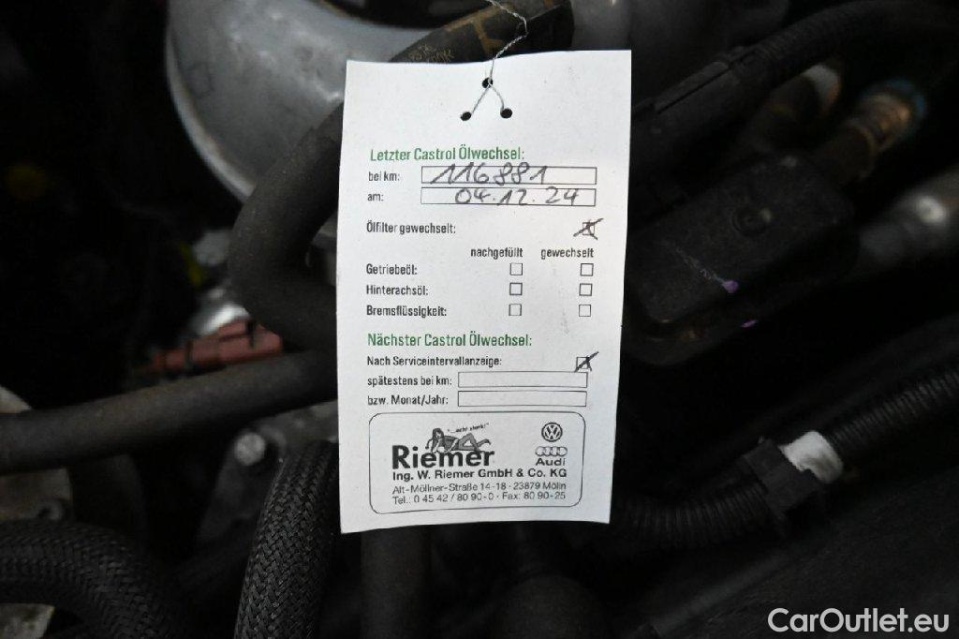 Letzter Castrol Ölwechsel:
bei km: 116881
am: 04.12.24
Ölfilter gewechselt:
nachgefüllt gewechselt
Getriebeöl:
Hinterachsöl:
Bremsflüssigkeit:
Nächster Castrol Ölwechsel:
Nach Serviceintervallanzeige:
spätestens bei km:
bzw. Monat/Jahr:
Riemer
Audi
Ing. W. Riemer GmbH & Co. KG
Alt-Möllner-Straße 14-18 - 23879 Mölln
Tel.: 0 45 42 / 80 90-0 · Fax: 80 90-25
CarOutlet.eu